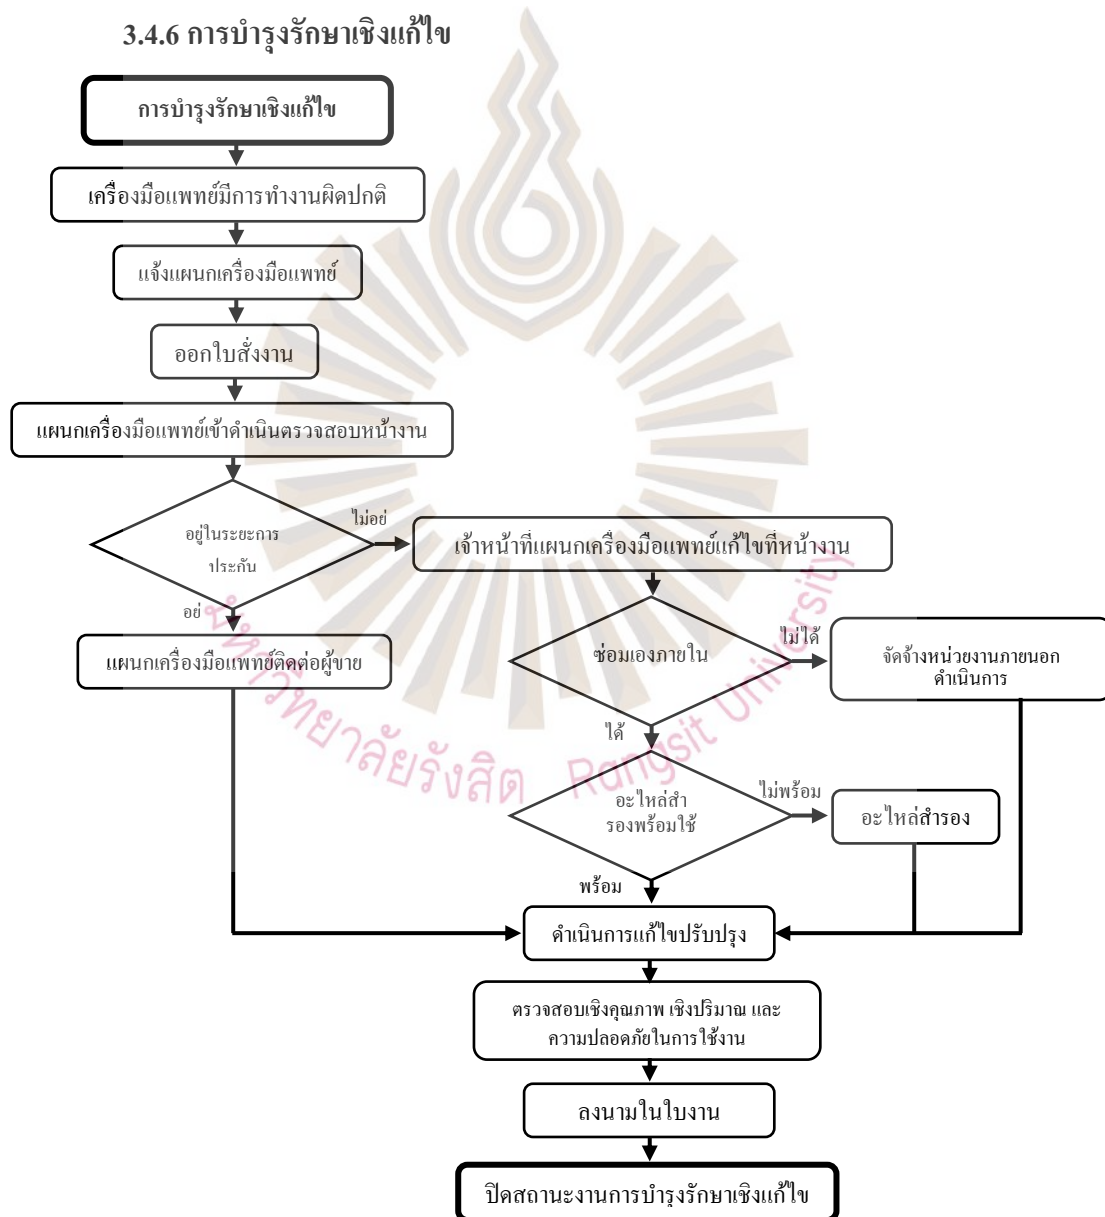 3.4.6 การบำรุงรักษาเชิงแก้ไข
การบำรุงรักษาเชิงแก้ไข
เครื่องมือแพทย์มีการทำงานผิดปกติ
แจ้งแผนกเครื่องมือแพทย์
ออกใบสั่งงาน
แผนกเครื่องมือแพทย์เข้าดำเนินตรวจสอบหน้างาน
อยู่ในระยะการ
ประกัน
ไม่อยู่
เจ้าหน้าที่แผนกเครื่องมือแพทย์แก้ไขที่หน้างาน
อยู่
แผนกเครื่องมือแพทย์ติดต่อผู้ขาย
ซ่อมเองภายใน
ไม่ได้
จัดจ้างหน่วยงานภายนอก
ดำเนินการ
ได้
อะไหล่สำ
รองพร้อมใช้
ไม่พร้อม
อะไหล่สำรอง
พร้อม
ดำเนินการแก้ไขปรับปรุง
ตรวจสอบเชิงคุณภาพ เชิงปริมาณ และ
ความปลอดภัยในการใช้งาน
ลงนามในใบงาน
ปิดสถานะงานการบำรุงรักษาเชิงแก้ไข
มหาวิทยาลัยรังสิต Rangsit University